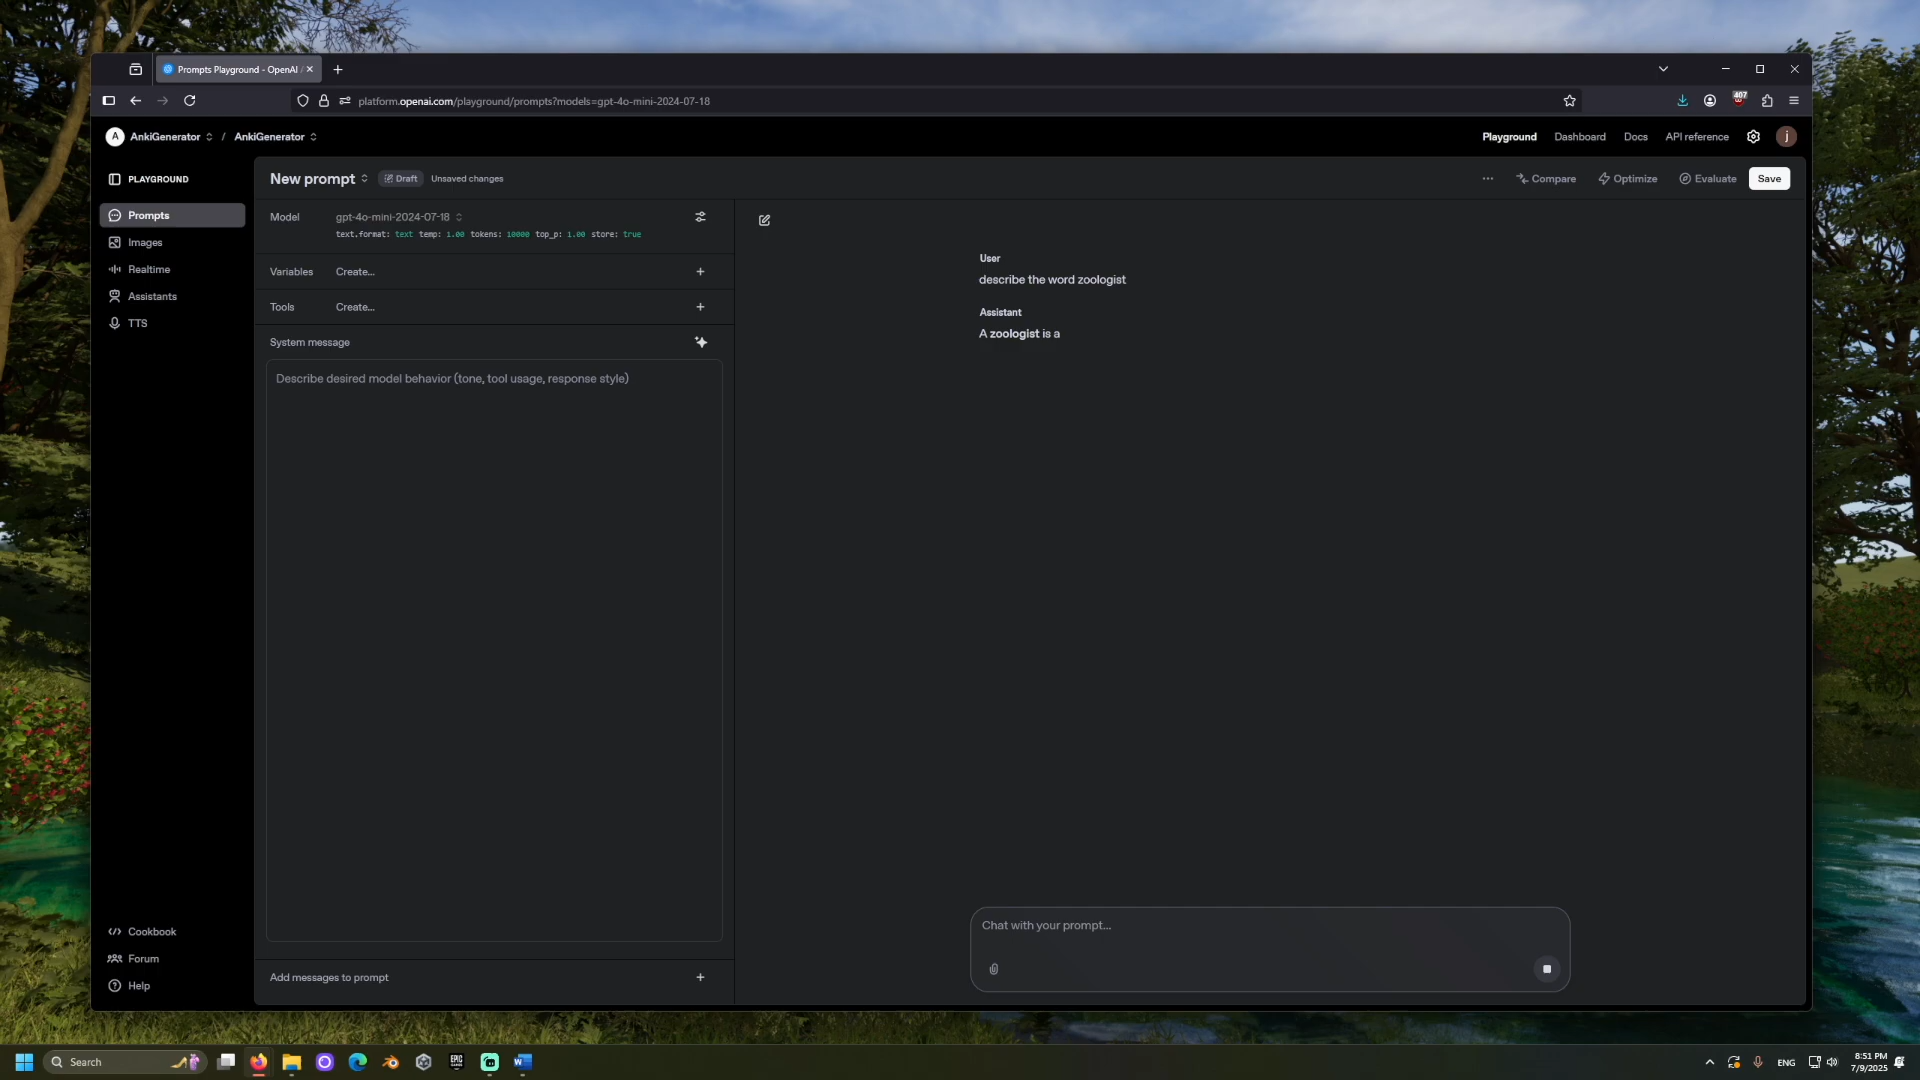 Prompts Playground - OpenAI
407
platform.openai.com/playground/prompts?models=gpt-4o-mini-2024-07-18
A AnkiGenerator / AnkiGenerator
Playground Dashboard Docs API reference j
PLAYGROUND
Prompts
Images
Realtime
Assistants
TTS
Cookbook
Forum
Help
New prompt Draft Unsaved changes
... Compare Optimize Evaluate Save
Model gpt-4o-mini-2024-07-18
text.format: text temp: 1.00 tokens: 10000 top_p: 1.00 store: true
Variables Create...
Tools Create...
System message
Describe desired model behavior (tone, tool usage, response style)
Add messages to prompt
User
describe the word zoologist
Assistant
A zoologist is a
Chat with your prompt...
Search
EPIC GAMES
W
ENG
8:51 PM
7/9/2025